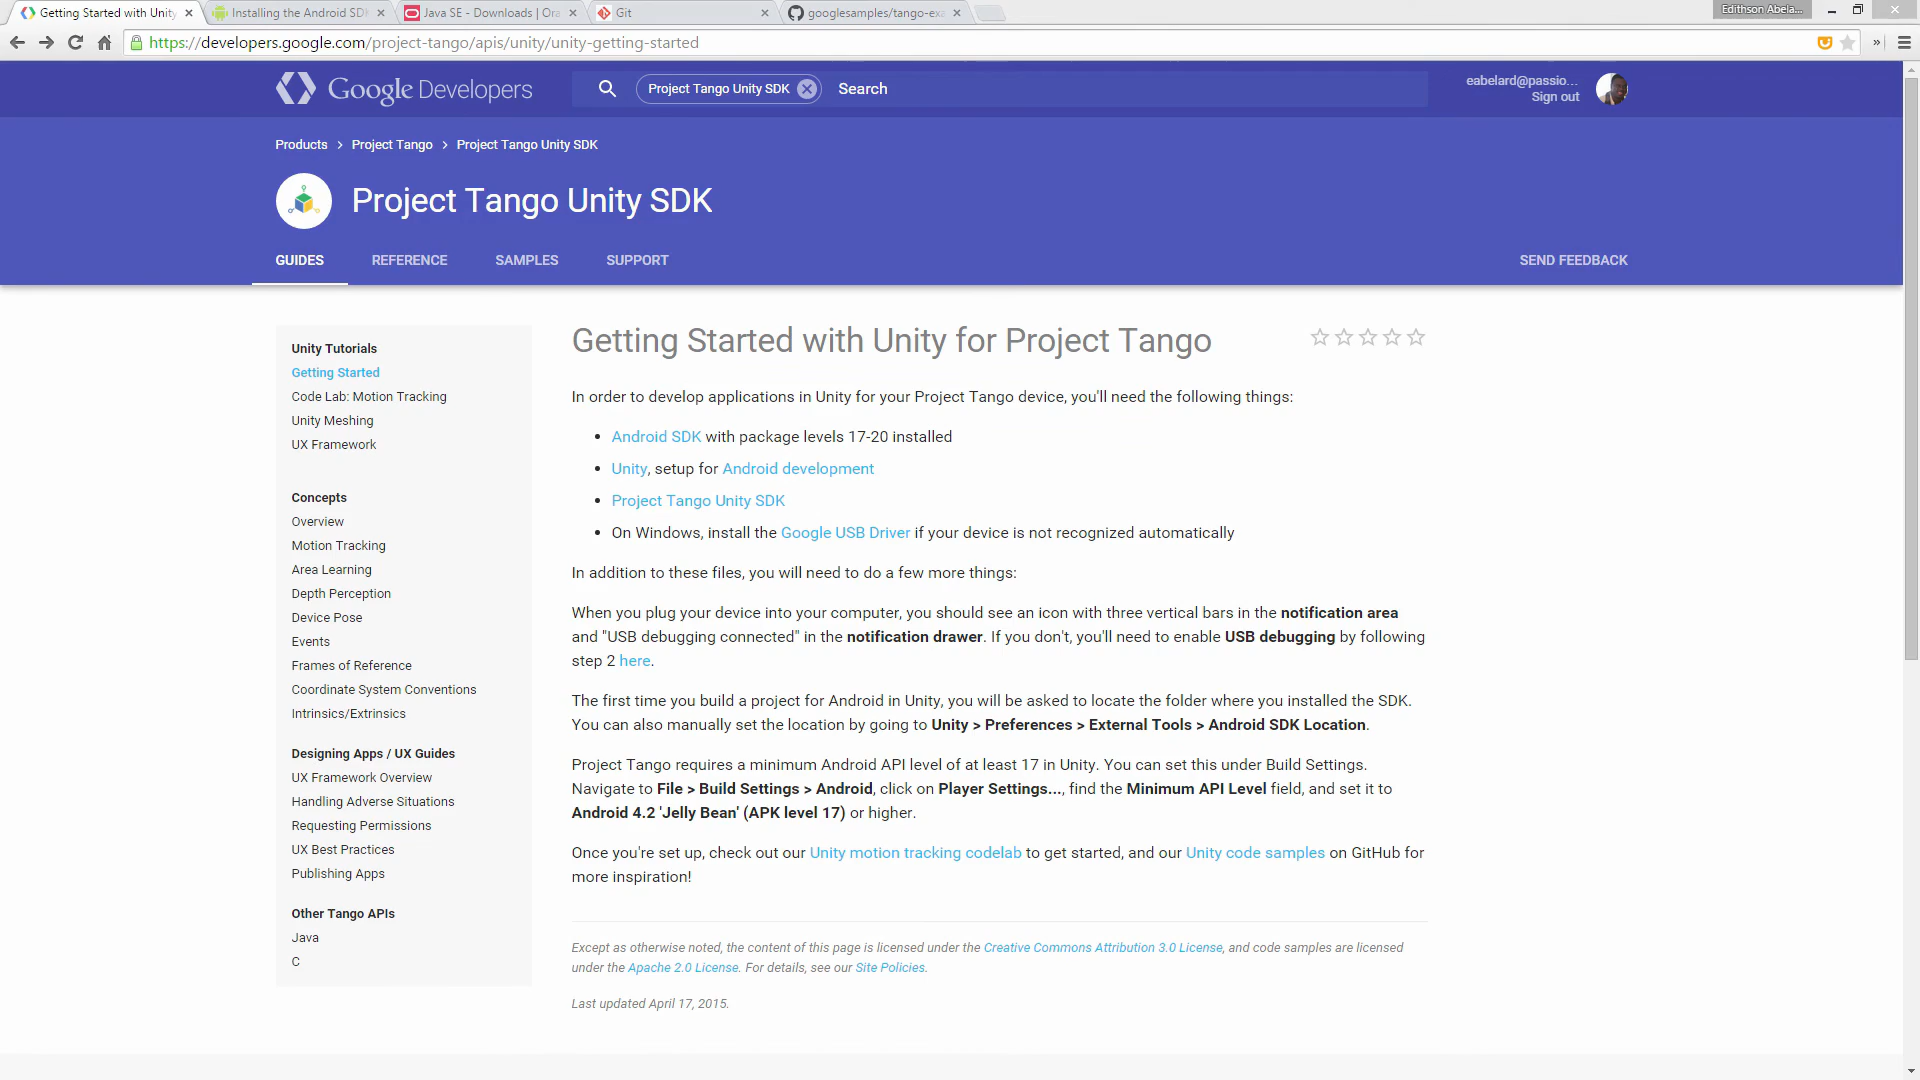 Getting Started with Unity
Installing the Android SDK
Java SE - Downloads | Ora
Git
googlesamples/tango-exa
Edithson Abela...
https://developers.google.com/project-tango/apis/unity/unity-getting-started
»
Google Developers
Project Tango Unity SDK
Search
eabelard@passio...
Sign out
Products > Project Tango > Project Tango Unity SDK
Project Tango Unity SDK
GUIDES
REFERENCE
SAMPLES
SUPPORT
SEND FEEDBACK
Unity Tutorials
Getting Started
Code Lab: Motion Tracking
Unity Meshing
UX Framework
Concepts
Overview
Motion Tracking
Area Learning
Depth Perception
Device Pose
Events
Frames of Reference
Coordinate System Conventions
Intrinsics/Extrinsics
Designing Apps / UX Guides
UX Framework Overview
Handling Adverse Situations
Requesting Permissions
UX Best Practices
Publishing Apps
Other Tango APIs
Java
C
Getting Started with Unity for Project Tango
In order to develop applications in Unity for your Project Tango device, you'll need the following things:
• Android SDK with package levels 17-20 installed
• Unity, setup for Android development
• Project Tango Unity SDK
• On Windows, install the Google USB Driver if your device is not recognized automatically
In addition to these files, you will need to do a few more things:
When you plug your device into your computer, you should see an icon with three vertical bars in the notification area
and "USB debugging connected" in the notification drawer. If you don't, you'll need to enable USB debugging by following
step 2 here.
The first time you build a project for Android in Unity, you will be asked to locate the folder where you installed the SDK.
You can also manually set the location by going to Unity > Preferences > External Tools > Android SDK Location.
Project Tango requires a minimum Android API level of at least 17 in Unity. You can set this under Build Settings.
Navigate to File > Build Settings > Android, click on Player Settings..., find the Minimum API Level field, and set it to
Android 4.2 'Jelly Bean' (APK level 17) or higher.
Once you're set up, check out our Unity motion tracking codelab to get started, and our Unity code samples on GitHub for
more inspiration!
Except as otherwise noted, the content of this page is licensed under the Creative Commons Attribution 3.0 License, and code samples are licensed
under the Apache 2.0 License. For details, see our Site Policies.
Last updated April 17, 2015.